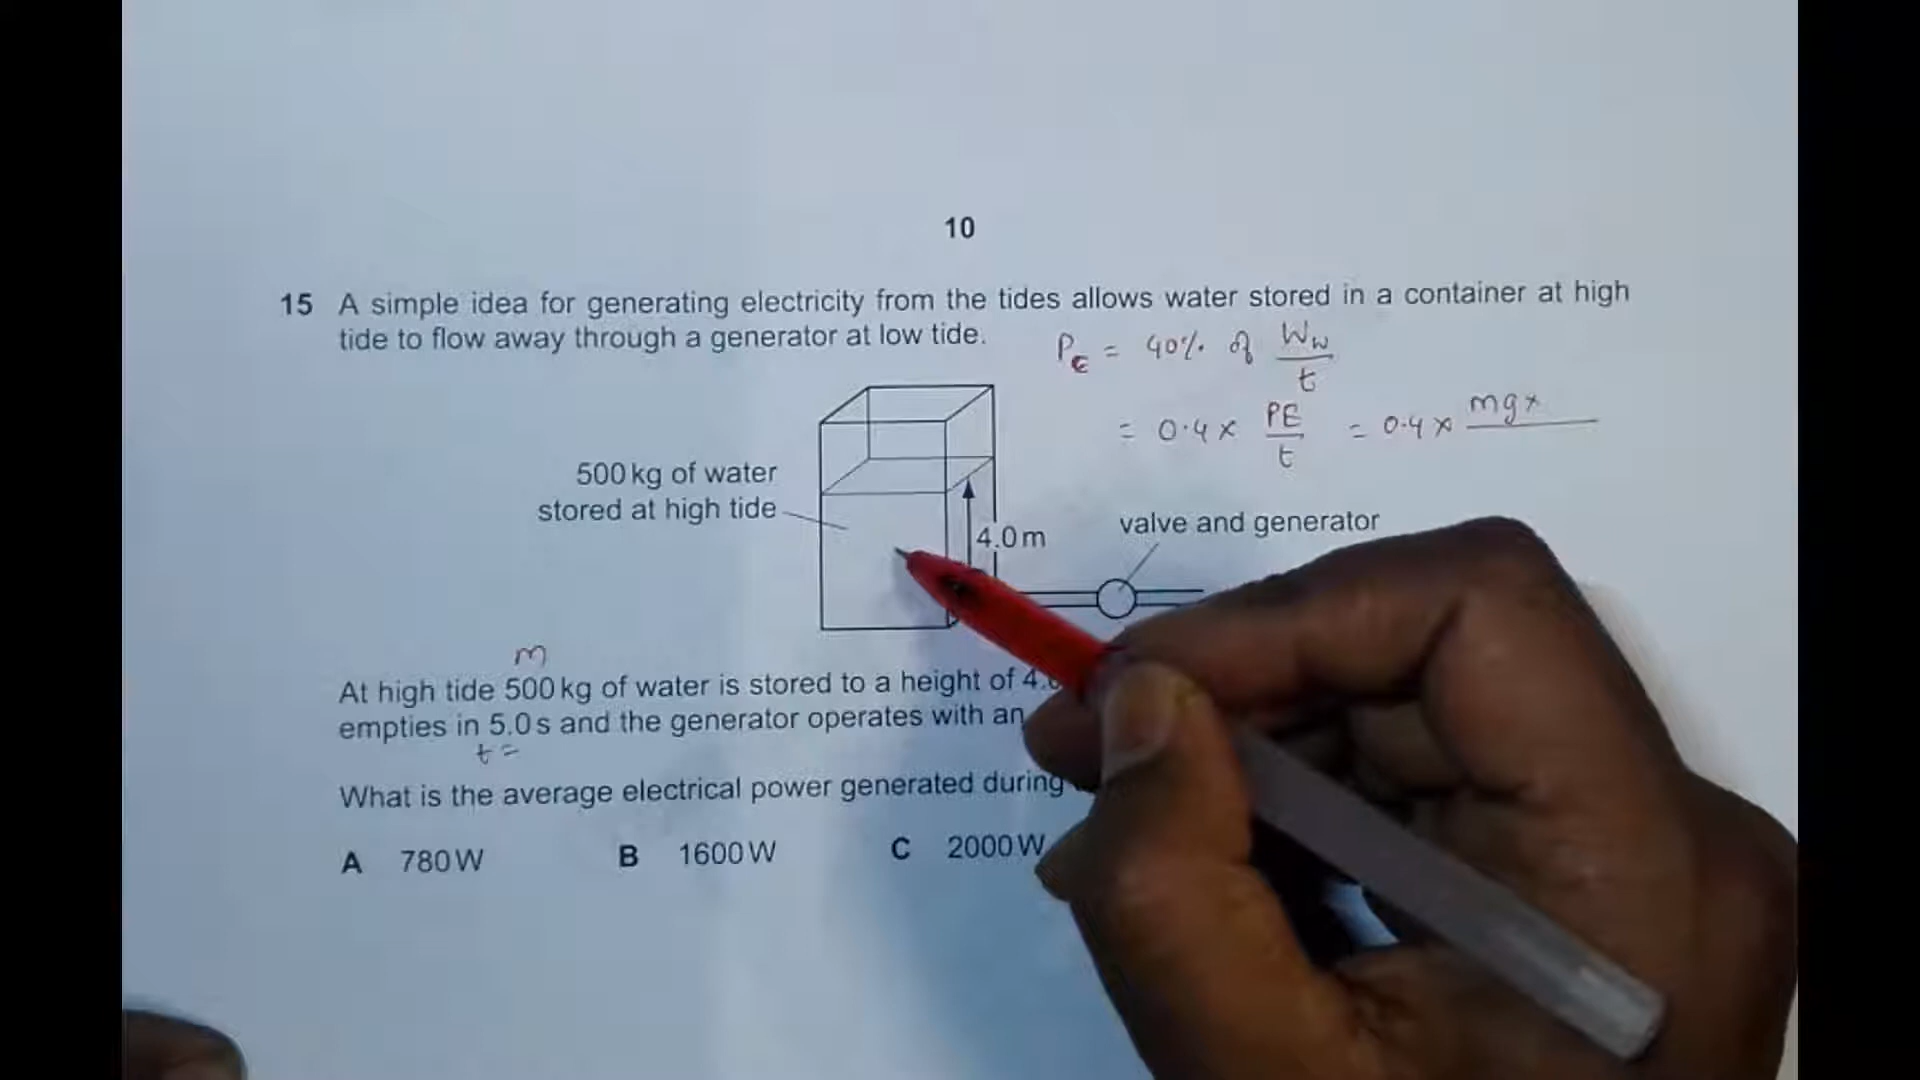 10
15 A simple idea for generating electricity from the tides allows water stored in a container at high
tide to flow away through a generator at low tide.
P_E = 40% of W_w / t
= 0.4 × PE / t = 0.4 × mg×
500 kg of water
stored at high tide
4.0 m
valve and generator
m
At high tide 500 kg of water is stored to a height of
empties in 5.0 s and the generator operates with an
t =
What is the average electrical power generated during
A 780 W B 1600 W C 2000 W